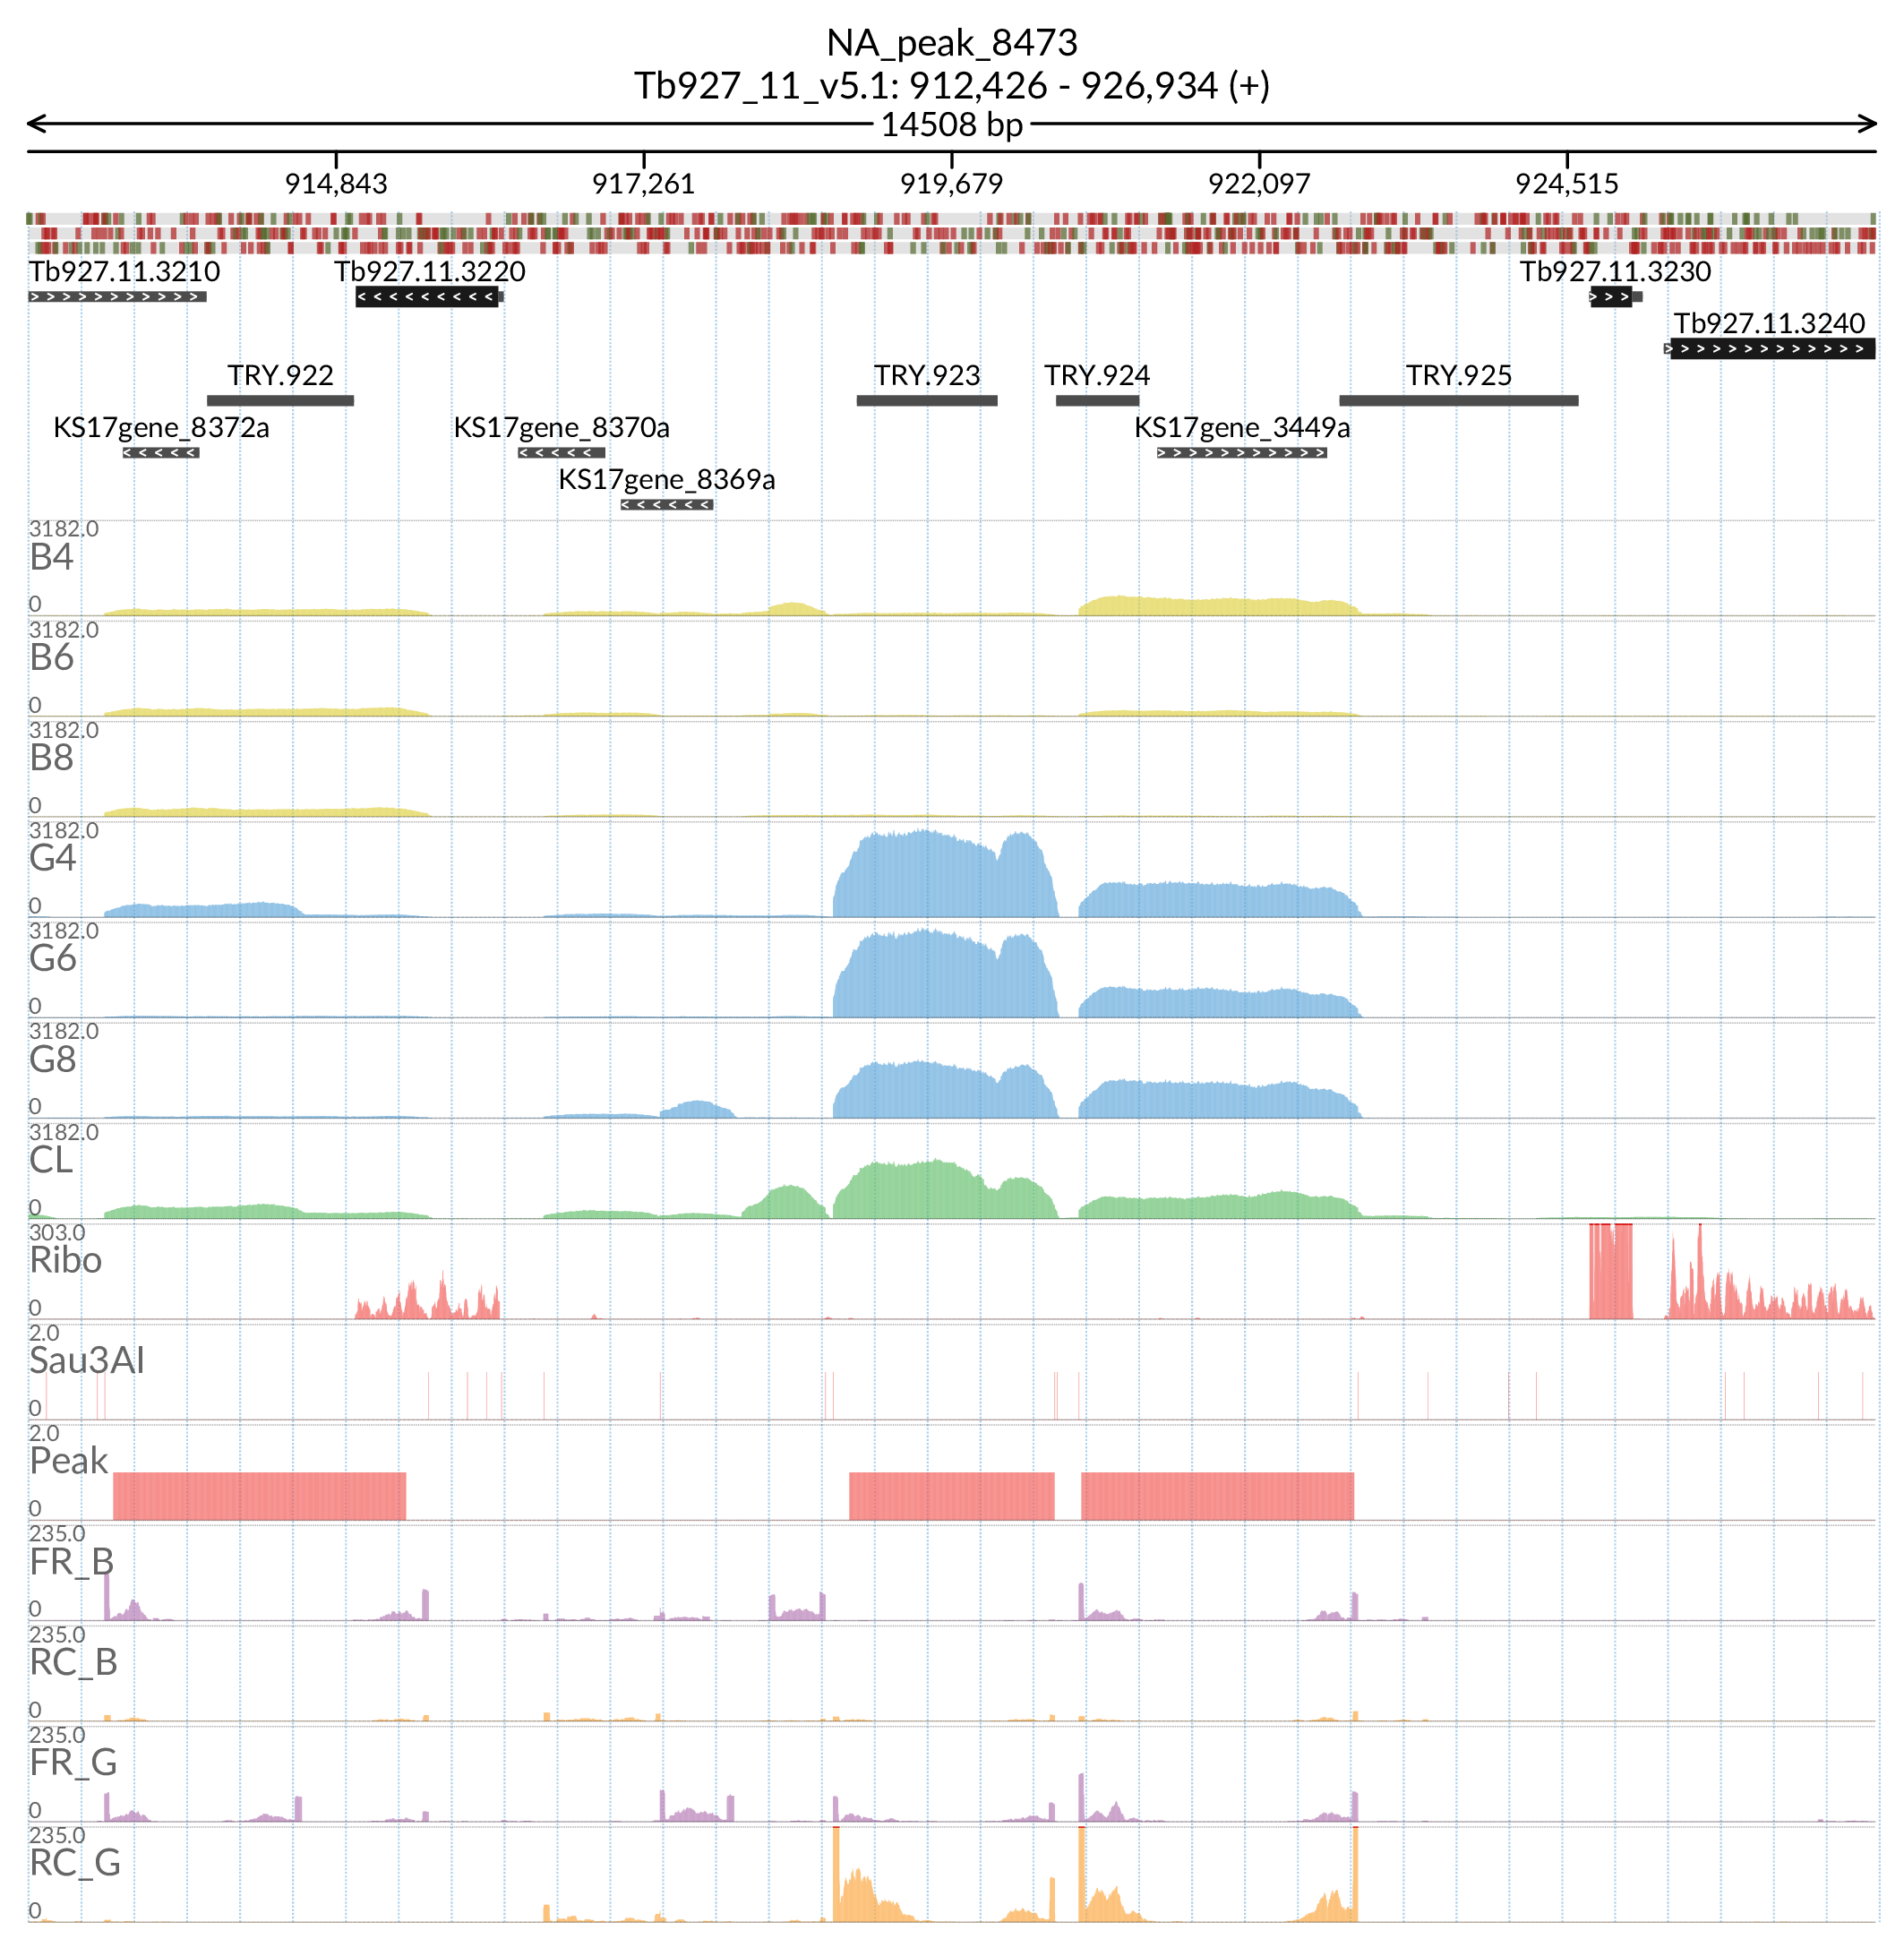 NA_peak_8473
Tb927_11_v5.1: 912,426 - 926,934 (+)
14508 bp
914,843 917,261 919,679 922,097 924,515
Tb927.11.3210 Tb927.11.3220 Tb927.11.3230
Tb927.11.3240
TRY.922 TRY.923 TRY.924 TRY.925
KS17gene_8372a KS17gene_8370a KS17gene_3449a
KS17gene_8369a
3182.0
B4
0
3182.0
B6
0
3182.0
B8
0
3182.0
G4
0
3182.0
G6
0
3182.0
G8
0
3182.0
CL
0
303.0
Ribo
0
2.0
Sau3AI
0
2.0
Peak
0
235.0
FR_B
0
235.0
RC_B
0
235.0
FR_G
0
235.0
RC_G
0